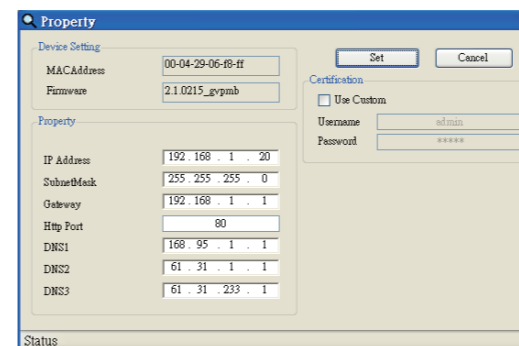 Property
Device Setting
MACAddress 00-04-29-06-f8-ff
Firmware 2.1.0215_gvpmb
Set Cancel
Certification
Use Custom
Username admin
Password *****
Property
IP Address 192 . 168 . 1 . 20
SubnetMask 255 . 255 . 255 . 0
Gateway 192 . 168 . 1 . 1
Http Port 80
DNS1 168 . 95 . 1 . 1
DNS2 61 . 31 . 1 . 1
DNS3 61 . 31 . 233 . 1
Status